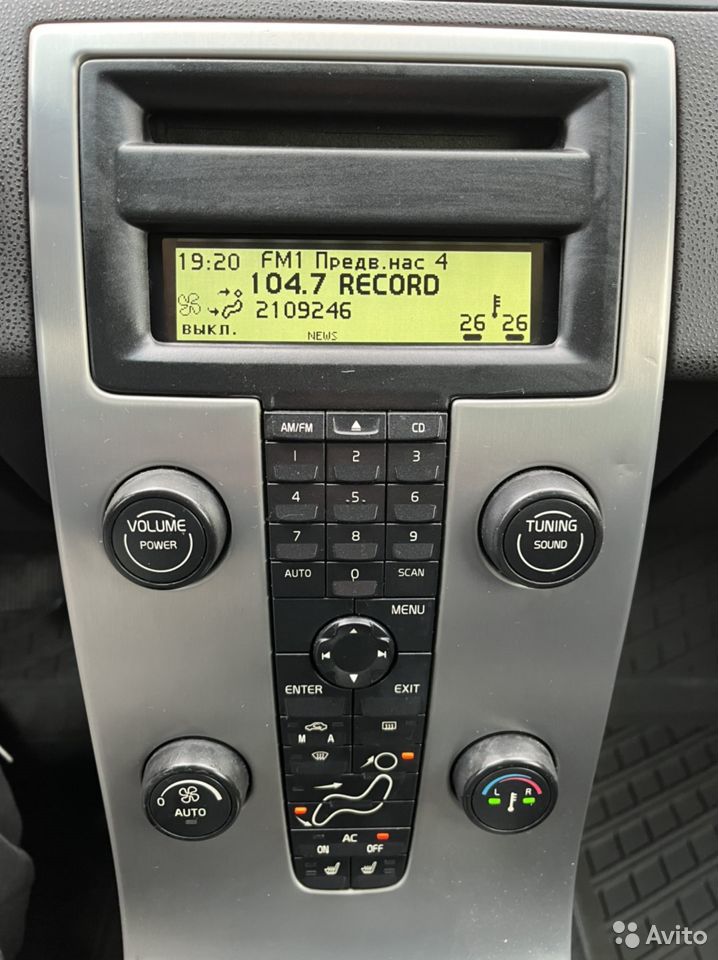 19:20 FM1 Предв.нас 4
104.7 RECORD
2109246
ВЫКЛ. NEWS 26 26
AM/FM CD
1 2 3
4 5 6
7 8 9
AUTO 0 SCAN
VOLUME
POWER
TUNING
SOUND
MENU
ENTER EXIT
M A
0
AUTO
L R
AC
ON OFF
Avito